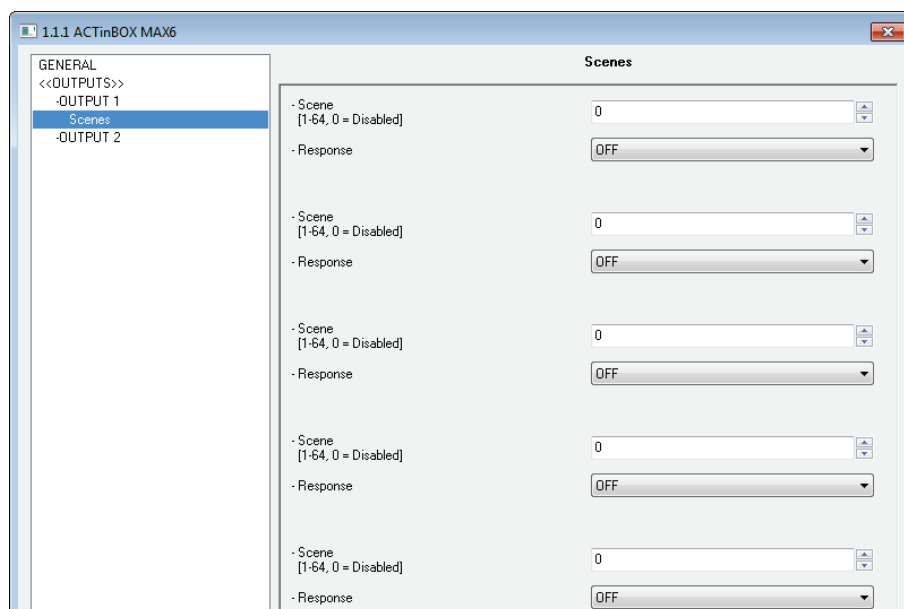 1.1.1 ACTinBOX MAX6
GENERAL
<<OUTPUTS>>
-OUTPUT 1
Scenes
-OUTPUT 2
Scenes
- Scene
[1-64, 0 = Disabled]
0
- Response
OFF
- Scene
[1-64, 0 = Disabled]
0
- Response
OFF
- Scene
[1-64, 0 = Disabled]
0
- Response
OFF
- Scene
[1-64, 0 = Disabled]
0
- Response
OFF
- Scene
[1-64, 0 = Disabled]
0
- Response
OFF